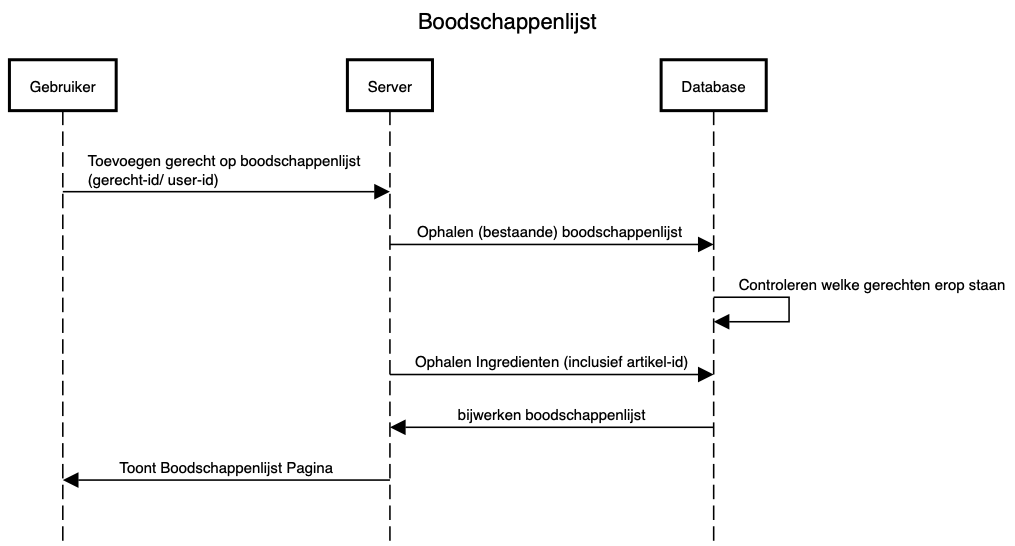 Boodschappenlijst
Gebruiker
Server
Database
Toevoegen gerecht op boodschappenlijst
(gerecht-id/ user-id)
Ophalen (bestaande) boodschappenlijst
Controleren welke gerechten erop staan
Ophalen Ingredienten (inclusief artikel-id)
bijwerken boodschappenlijst
Toont Boodschappenlijst Pagina